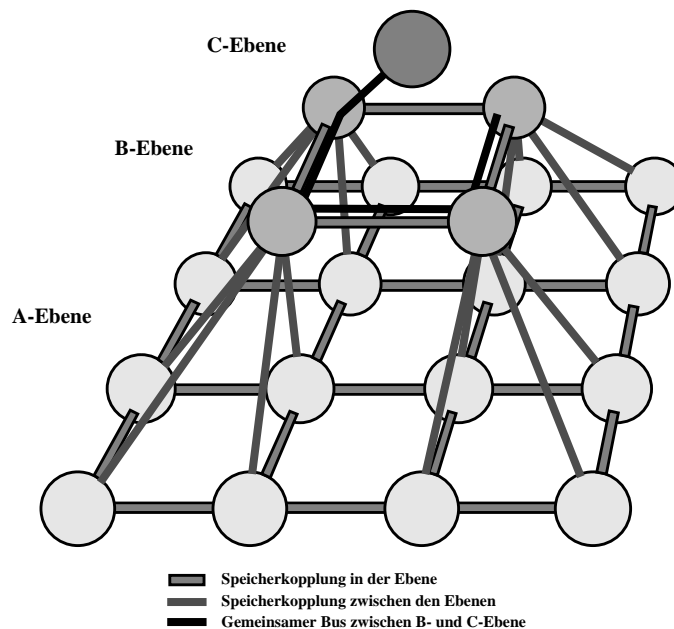 C-Ebene
B-Ebene
A-Ebene
Speicherkopplung in der Ebene
Speicherkopplung zwischen den Ebenen
Gemeinsamer Bus zwischen B- und C-Ebene